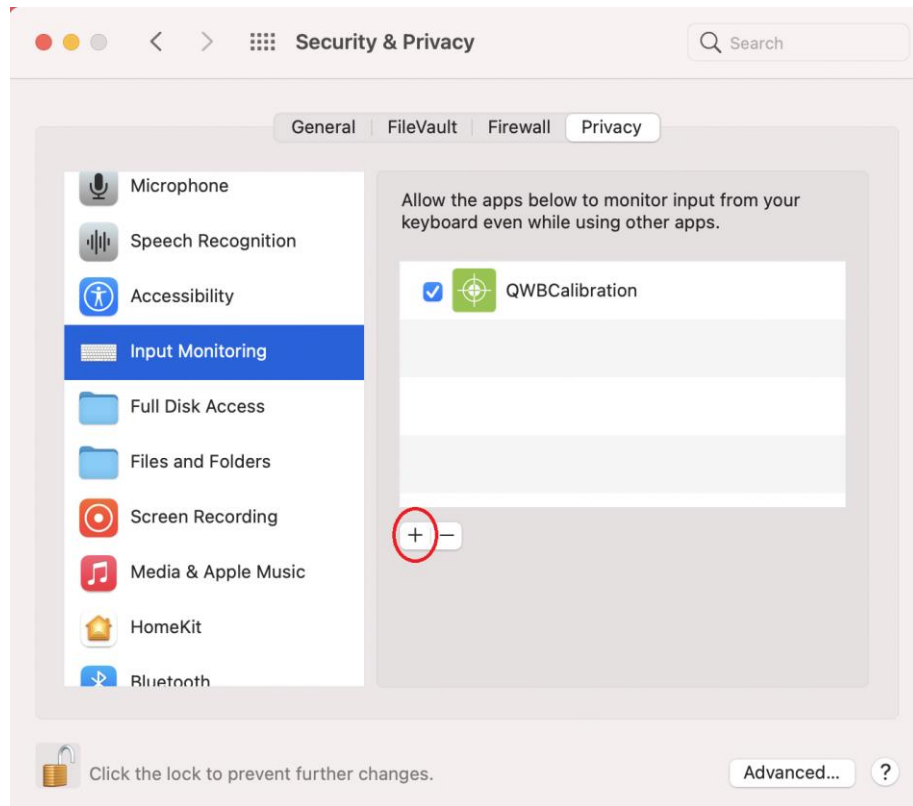 Security & Privacy
Search
General
FileVault
Firewall
Privacy
Microphone
Speech Recognition
Accessibility
Input Monitoring
Full Disk Access
Files and Folders
Screen Recording
Media & Apple Music
HomeKit
Bluetooth
Allow the apps below to monitor input from your
keyboard even while using other apps.
QWBCalibration
+
−
Click the lock to prevent further changes.
Advanced...
?